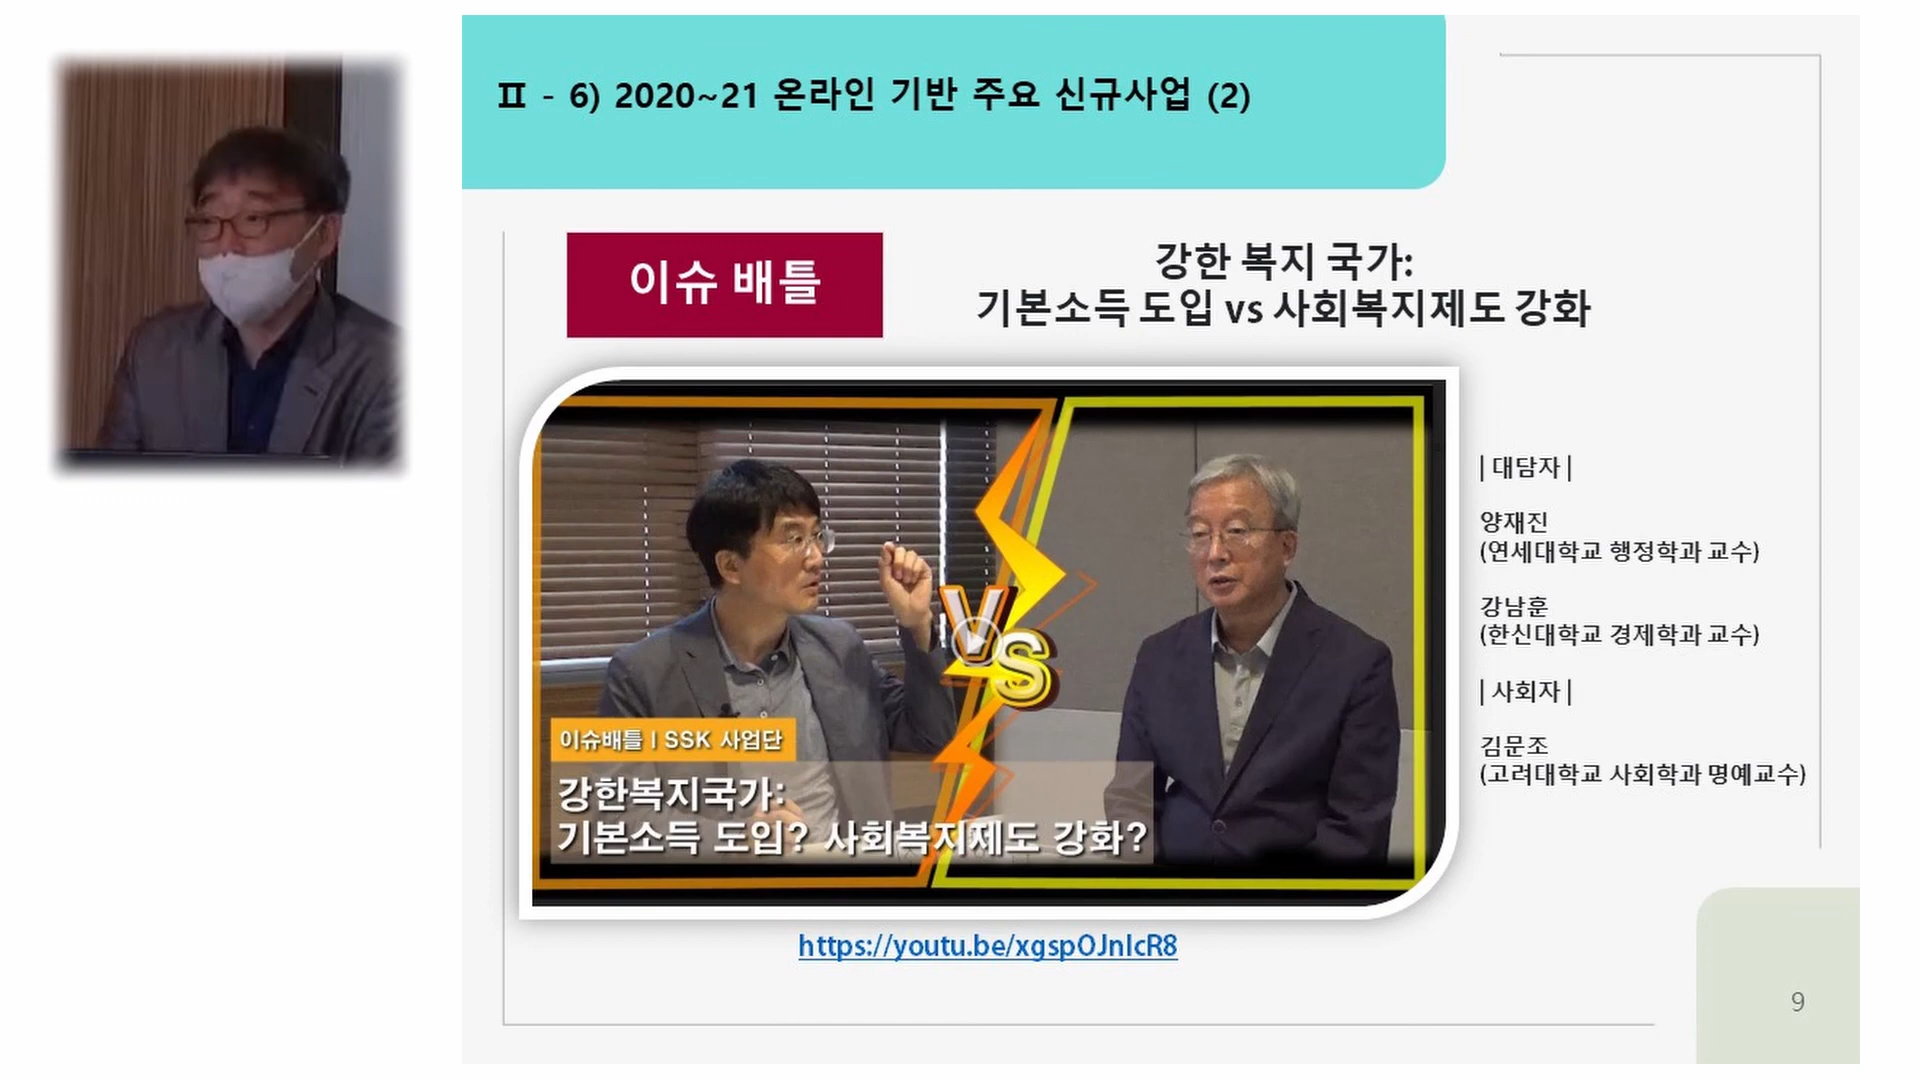 Ⅱ - 6) 2020~21 온라인 기반 주요 신규사업 (2)
이슈 배틀
강한 복지 국가:
기본소득 도입 vs 사회복지제도 강화
VS
이슈배틀 | SSK 사업단
강한복지국가:
기본소득 도입? 사회복지제도 강화?
| 대담자 |
양재진
(연세대학교 행정학과 교수)
강남훈
(한신대학교 경제학과 교수)
| 사회자 |
김문조
(고려대학교 사회학과 명예교수)
https://youtu.be/xgspOJnIcR8
9